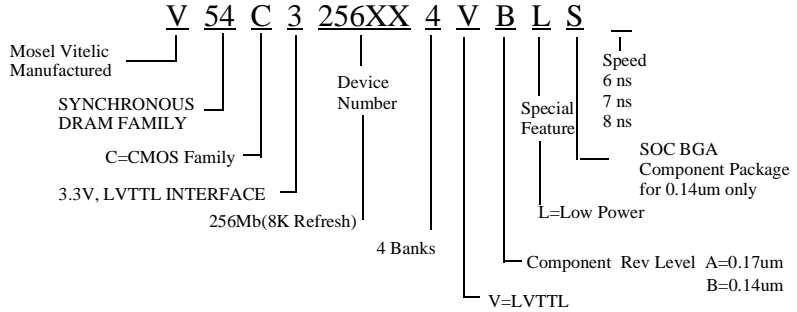 V 54 C 3 256XX 4 V B L S _
Mosel Vitelic
Manufactured
SYNCHRONOUS
DRAM FAMILY
C=CMOS Family
3.3V, LVTTL INTERFACE
Device
Number
256Mb(8K Refresh)
4 Banks
V=LVTTL
Component Rev Level A=0.17um
B=0.14um
Special
Feature
L=Low Power
SOC BGA
Component Package
for 0.14um only
Speed
6 ns
7 ns
8 ns